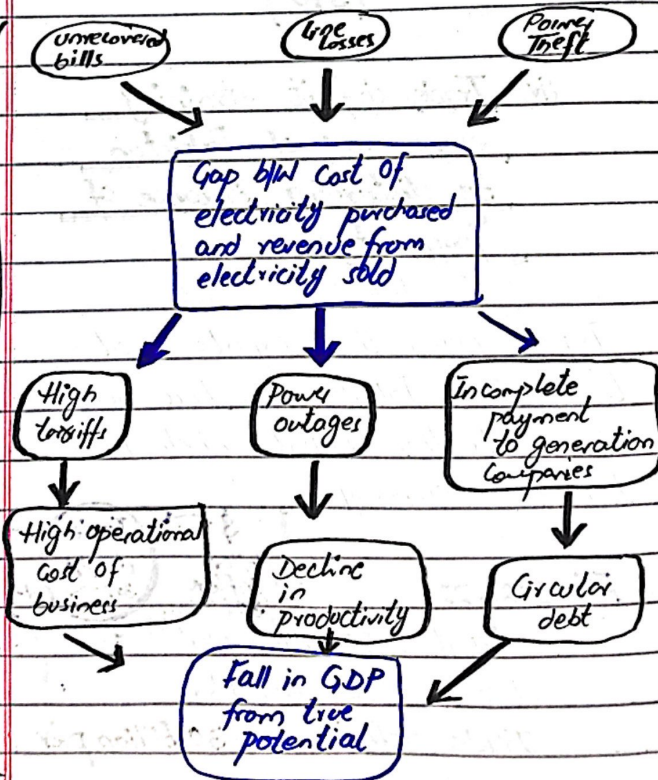 unrecovered
bills
Line
Losses
Power
Theft
Gap b/w Cost of
electricity purchased
and revenue from
electricity sold
High
tarriffs
Power
outages
Incomplete
payment
to generation
Companies
High operational
Cost of
business
Decline
in
productivity
Circular
debt
Fall in GDP
from true
potential